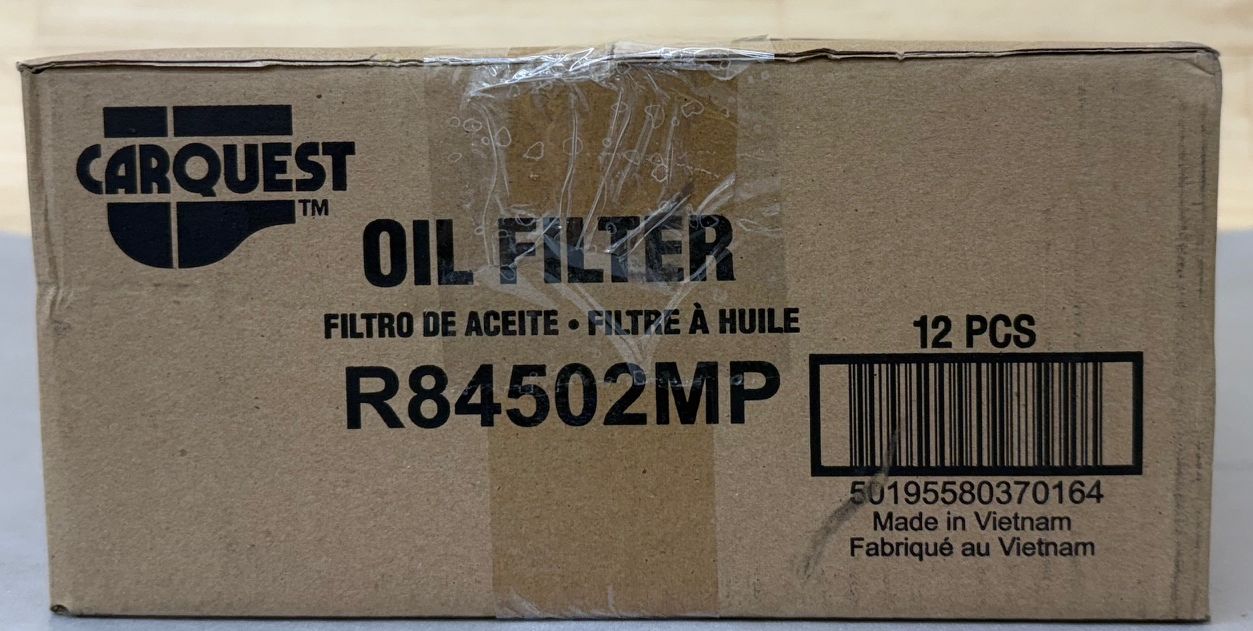 CARQUEST
TM
OIL FILTER
FILTRO DE ACEITE • FILTRE À HUILE
R84502MP
12 PCS
50195580370164
Made in Vietnam
Fabriqué au Vietnam